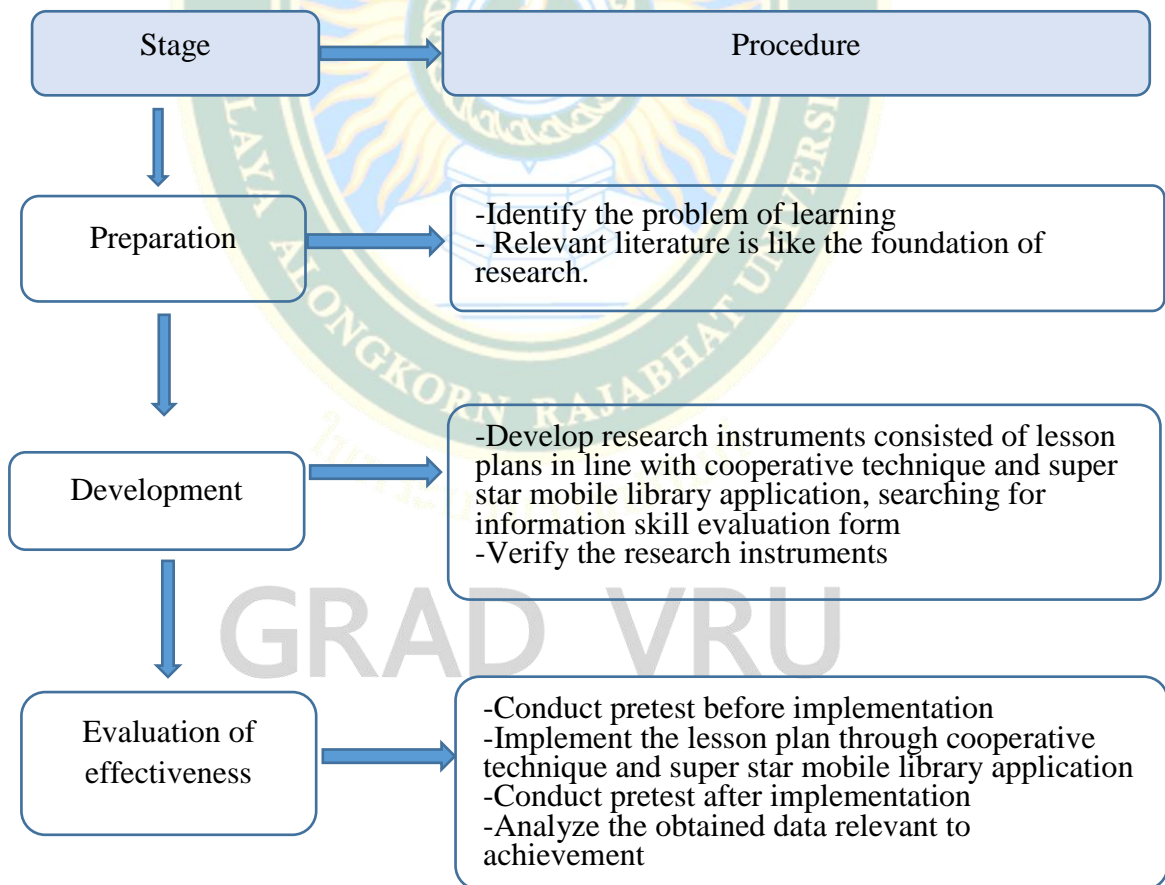 Stage
Procedure
Preparation
-Identify the problem of learning
- Relevant literature is like the foundation of
research.
Development
-Develop research instruments consisted of lesson
plans in line with cooperative technique and super
star mobile library application, searching for
information skill evaluation form
-Verify the research instruments
Evaluation of
effectiveness
-Conduct pretest before implementation
-Implement the lesson plan through cooperative
technique and super star mobile library application
-Conduct pretest after implementation
-Analyze the obtained data relevant to
achievement
LAYA ALONGKORN RAJABHAT UNIVERSI
GRAD VRU